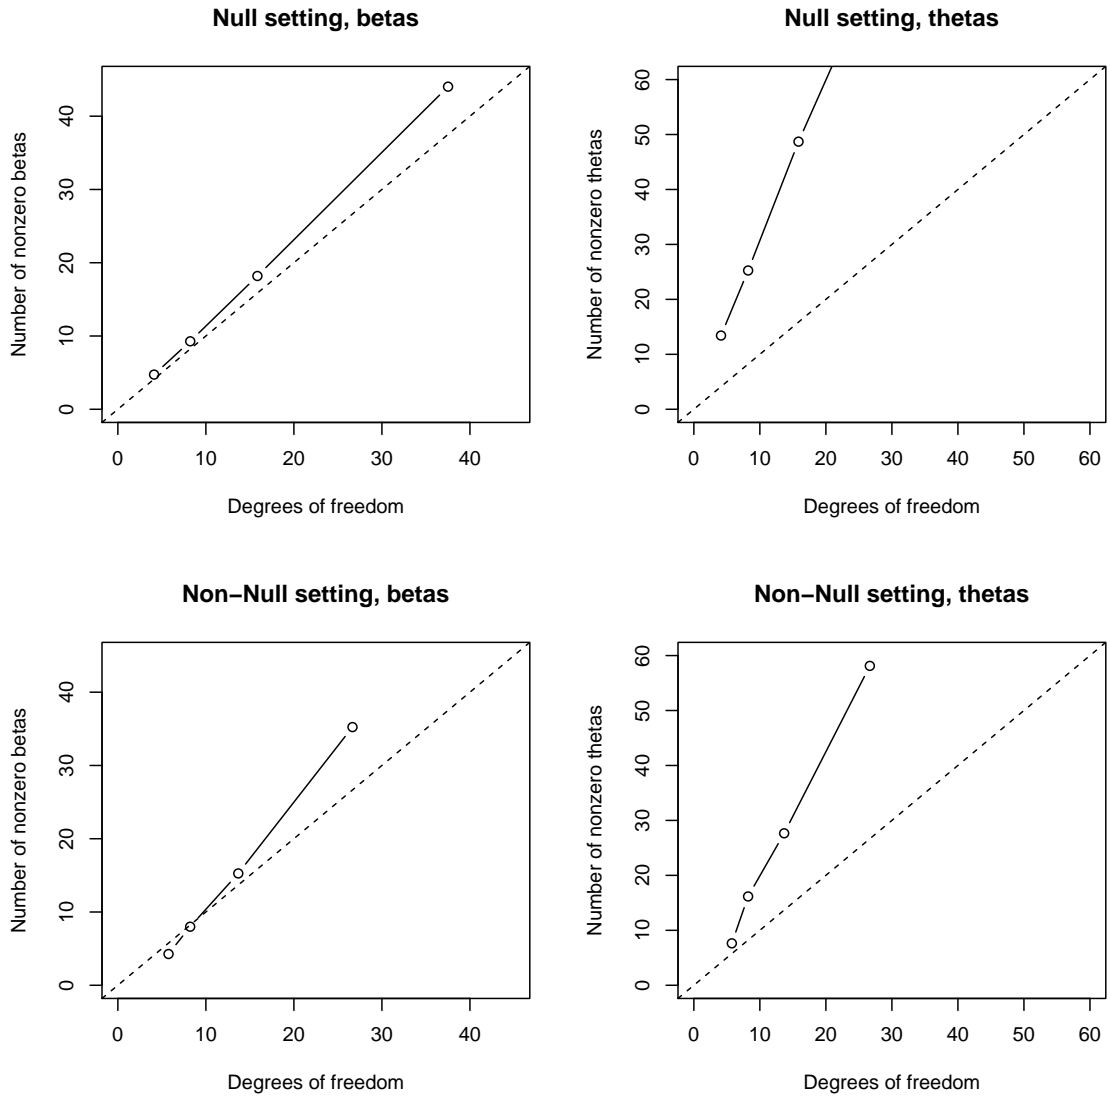 Null setting, betas
Number of nonzero betas
0 10 20 30 40
0 10 20 30 40
Degrees of freedom
Null setting, thetas
Number of nonzero thetas
0 10 20 30 40 50 60
0 10 20 30 40 50 60
Degrees of freedom
Non−Null setting, betas
Number of nonzero betas
0 10 20 30 40
0 10 20 30 40
Degrees of freedom
Non−Null setting, thetas
Number of nonzero thetas
0 10 20 30 40 50 60
0 10 20 30 40 50 60
Degrees of freedom